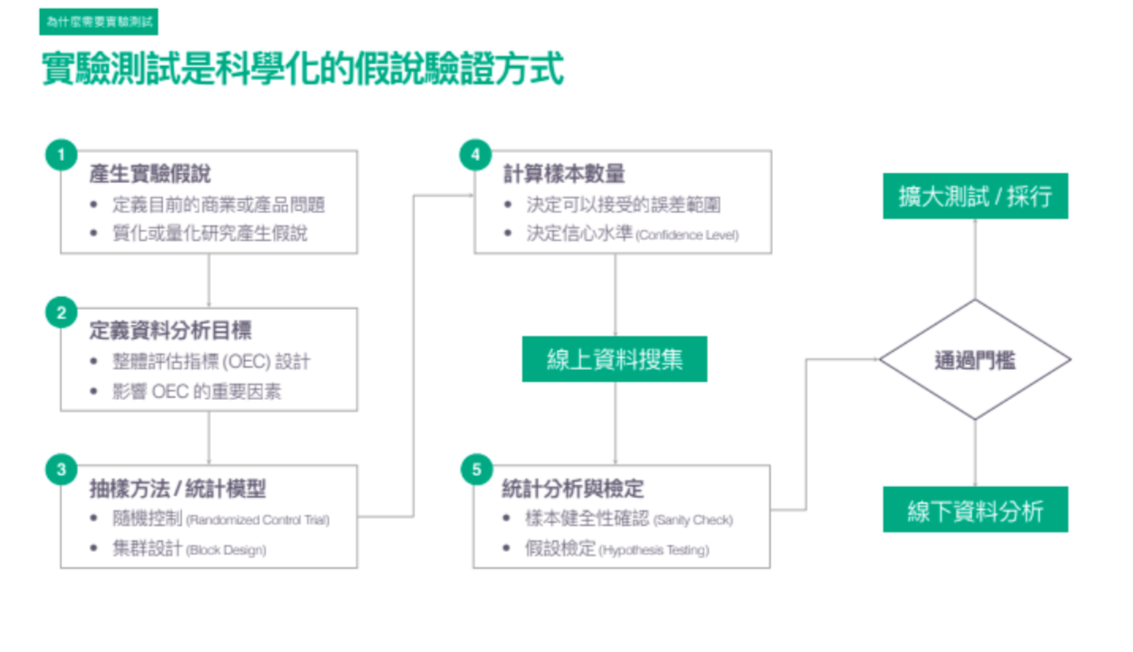 為什麼需要實驗測試
實驗測試是科學化的假說驗證方式
1
產生實驗假說
• 定義目前的商業或產品問題
• 質化或量化研究產生假說
2
定義資料分析目標
• 整體評估指標 (OEC) 設計
• 影響 OEC 的重要因素
3
抽樣方法 / 統計模型
• 隨機控制 (Randomized Control Trial)
• 集群設計 (Block Design)
4
計算樣本數量
• 決定可以接受的誤差範圍
• 決定信心水準 (Confidence Level)
線上資料搜集
5
統計分析與檢定
• 樣本健全性確認 (Sanity Check)
• 假設檢定 (Hypothesis Testing)
擴大測試 / 採行
通過門檻
線下資料分析